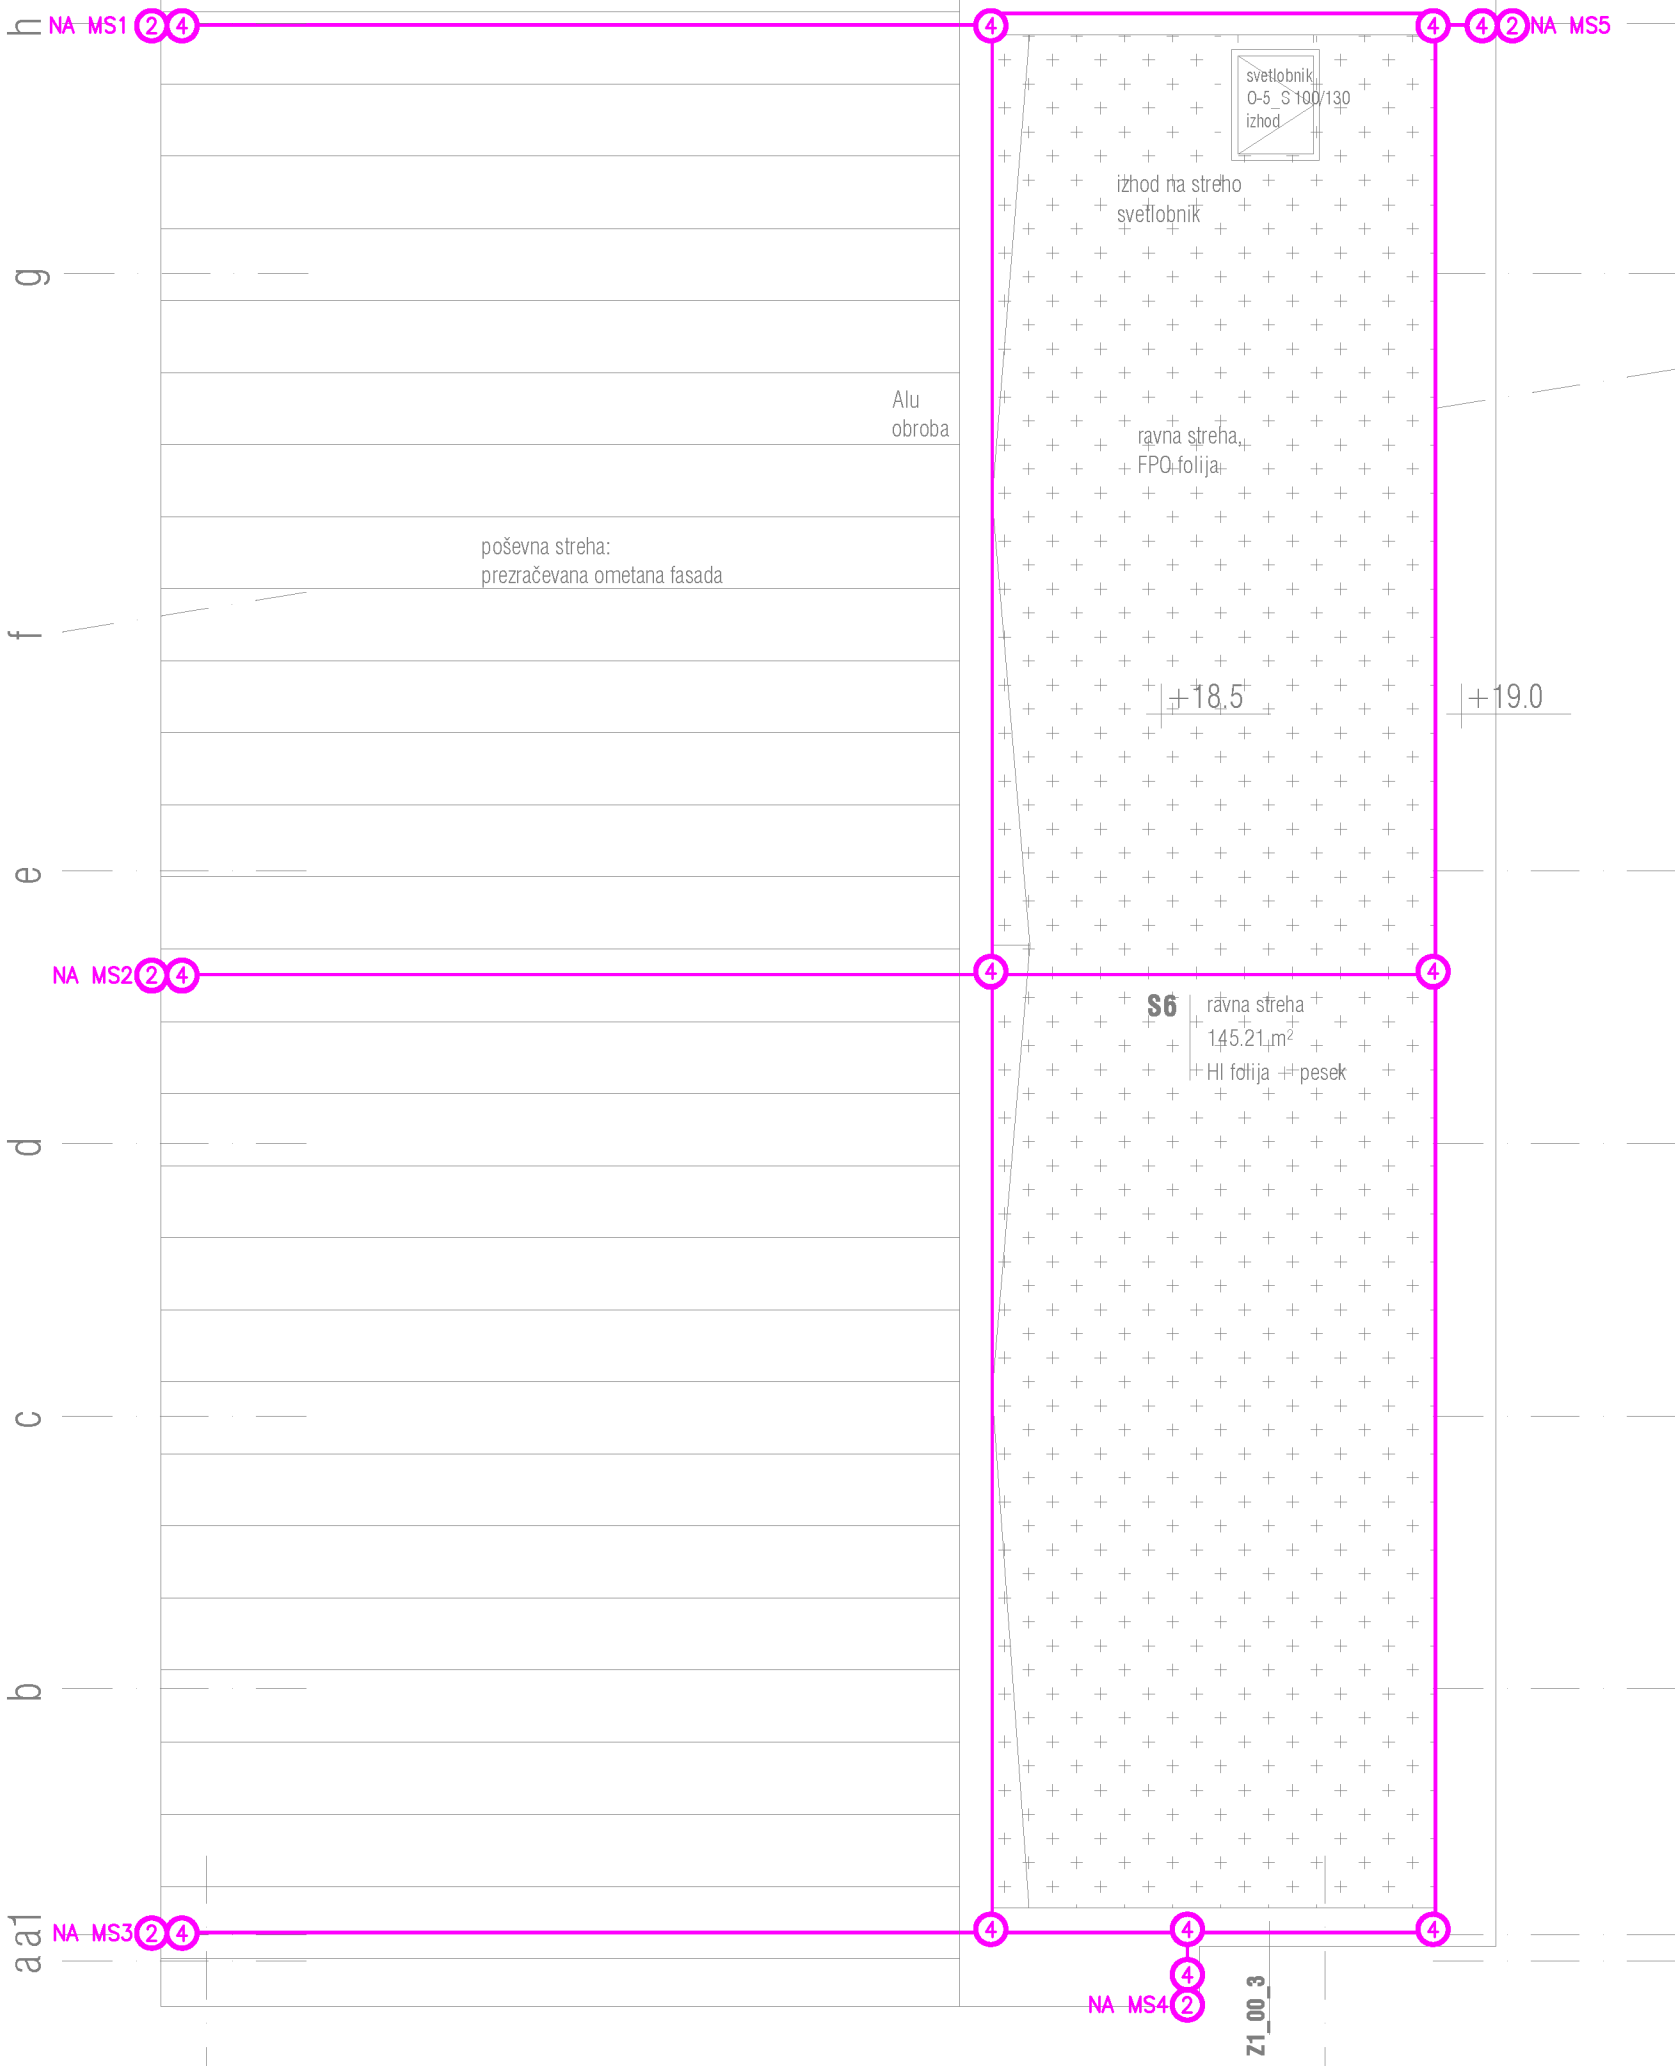 h
NA MS1 2 4
4
4
4 2 NA MS5
svetlobnik
O-5_S 100/130
izhod
izhod na streho
svetlobnik
g
Alu
obroba
ravna streha,
FPO folija
poševna streha:
prezračevana ometana fasada
f
+18.5
+19.0
e
NA MS2 2 4
4
4
S6
ravna streha
145.21 m²
HI folija + pesek
d
c
b
a1
NA MS3 2 4
4
4
4
a
4
NA MS4 2
Z1_00_3